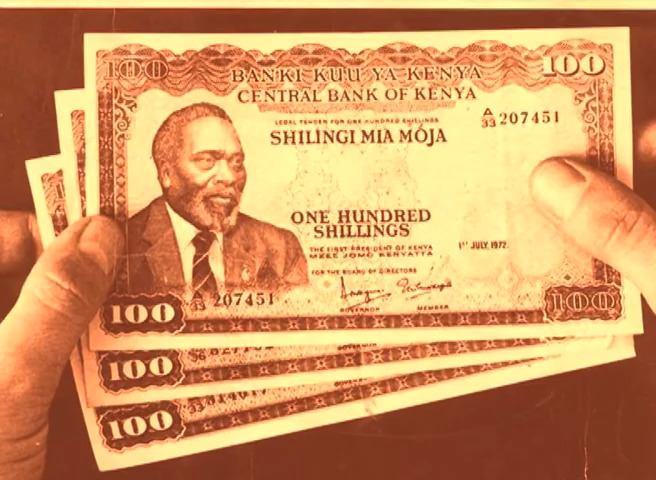 100
100
BANKI KUU YA KENYA
CENTRAL BANK OF KENYA
LEGAL TENDER FOR ONE HUNDRED SHILLINGS
A/33 207451
SHILINGI MIA MOJA
ONE HUNDRED
SHILLINGS
THE FIRST PRESIDENT OF KENYA
MZEE JOMO KENYATTA
1ST JULY, 1972.
FOR THE BOARD OF DIRECTORS
A/33 207451
100
GOVERNOR
MEMBER
100
100
100